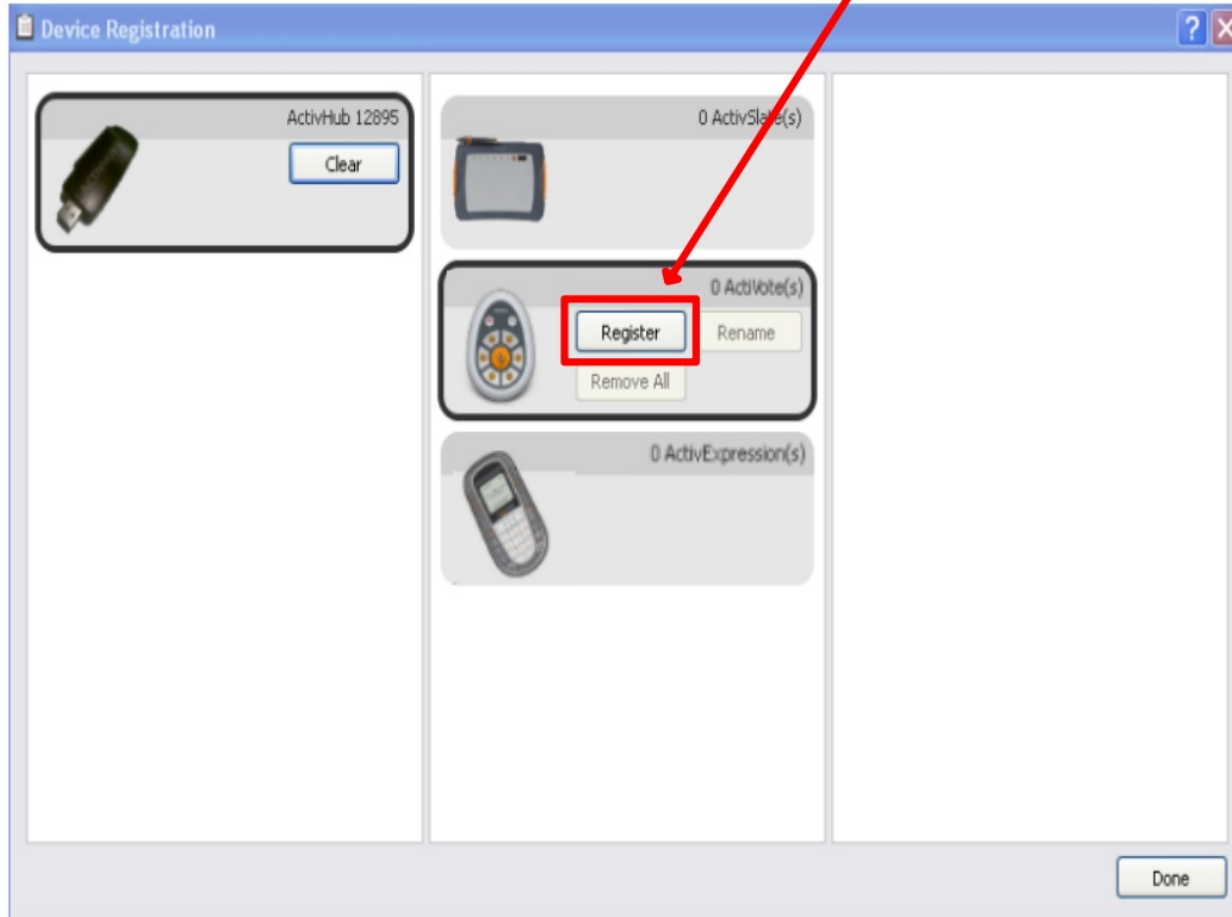 Device Registration
ActivHub 12895
Clear
0 ActivSlate(s)
0 ActiVote(s)
Register
Rename
Remove All
0 ActivExpression(s)
Done